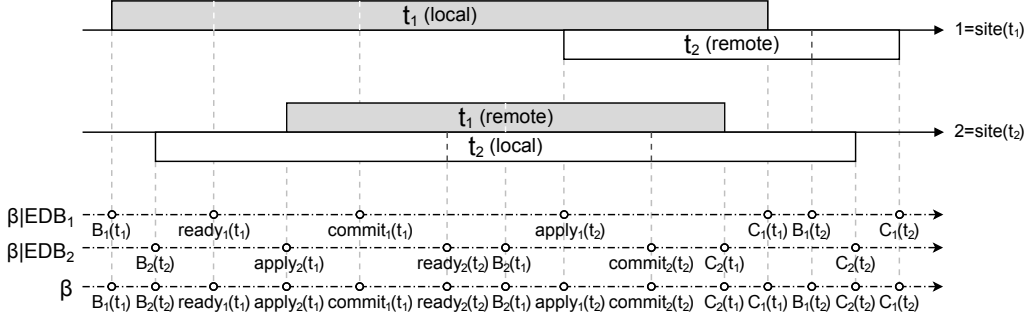 t₁ (local)
1=site(t₁)
t₂ (remote)
t₁ (remote)
2=site(t₂)
t₂ (local)
β|EDB₁
B₁(t₁) ready₁(t₁) commit₁(t₁) apply₁(t₂) C₁(t₁) B₁(t₂) C₁(t₂)
β|EDB₂
B₂(t₂) apply₂(t₁) ready₂(t₂) B₂(t₁) commit₂(t₂) C₂(t₁) C₂(t₂)
β
B₁(t₁) B₂(t₂) ready₁(t₁) apply₂(t₁) commit₁(t₁) ready₂(t₂) B₂(t₁) apply₁(t₂) commit₂(t₂) C₂(t₁) C₁(t₁) B₁(t₂) C₂(t₂) C₁(t₂)